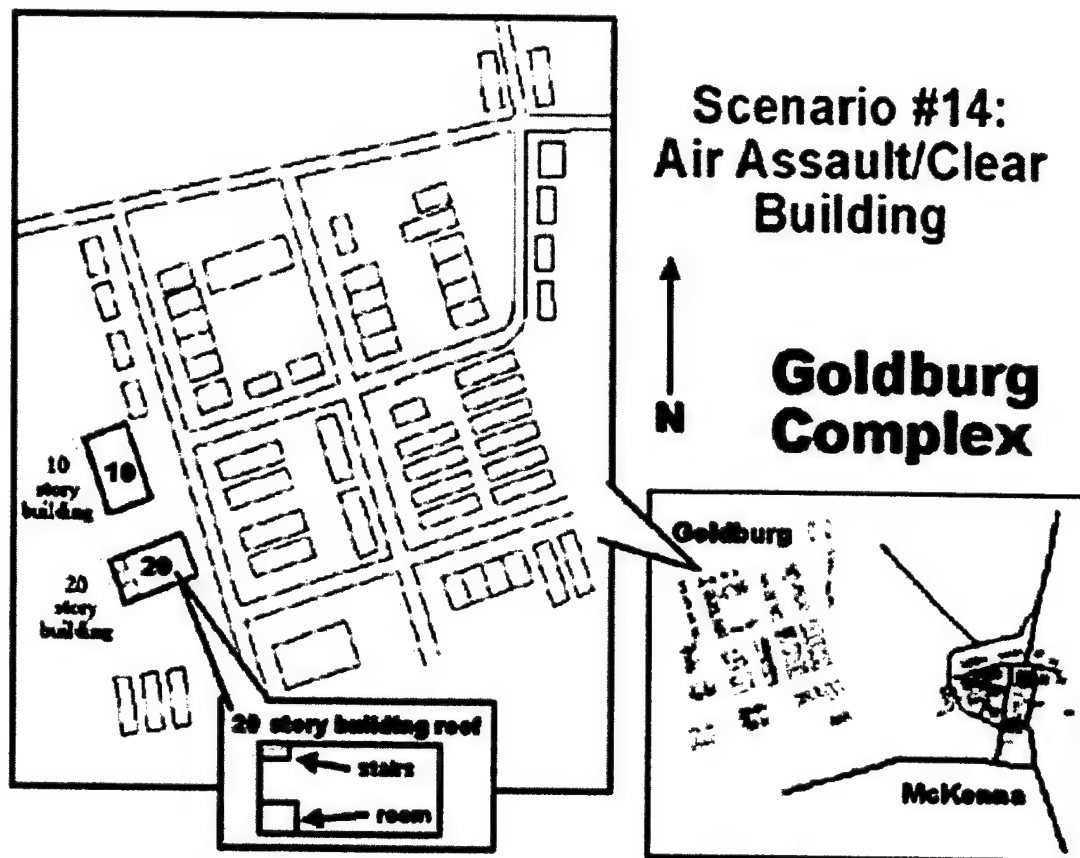 Scenario #14:
Air Assault/Clear
Building
N
Goldburg
Complex
10
story
building
10
20
story
building
20
20 story building roof
stairs
room
Goldburg
McKenna